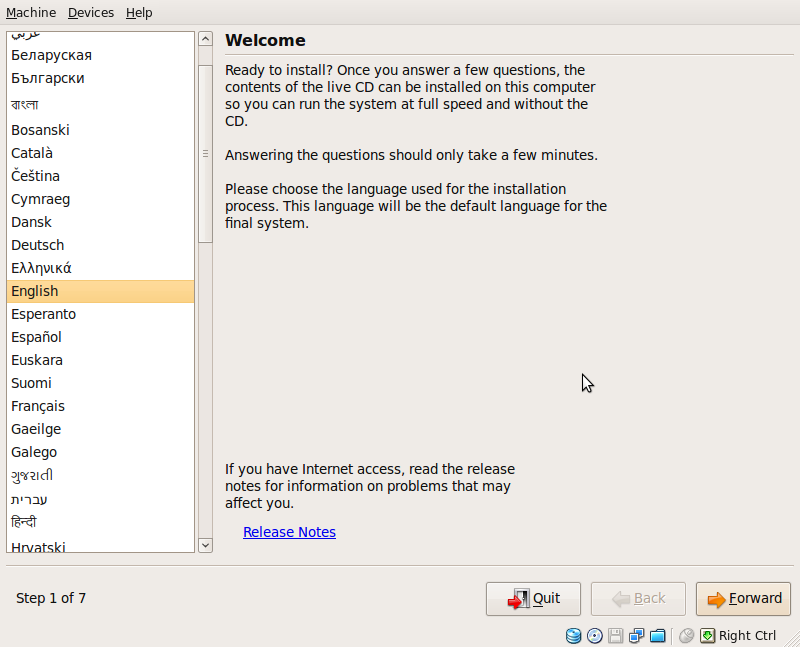 Machine Devices Help
عربي
Беларуская
Български
বাংলা
Bosanski
Català
Čeština
Cymraeg
Dansk
Deutsch
Ελληνικά
English
Esperanto
Español
Euskara
Suomi
Français
Gaeilge
Galego
ગુજરાતી
עברית
हिन्दी
Hrvatski
Welcome
Ready to install? Once you answer a few questions, the
contents of the live CD can be installed on this computer
so you can run the system at full speed and without the
CD.
Answering the questions should only take a few minutes.
Please choose the language used for the installation
process. This language will be the default language for the
final system.
If you have Internet access, read the release
notes for information on problems that may
affect you.
Release Notes
Step 1 of 7
Quit
Back
Forward
Right Ctrl